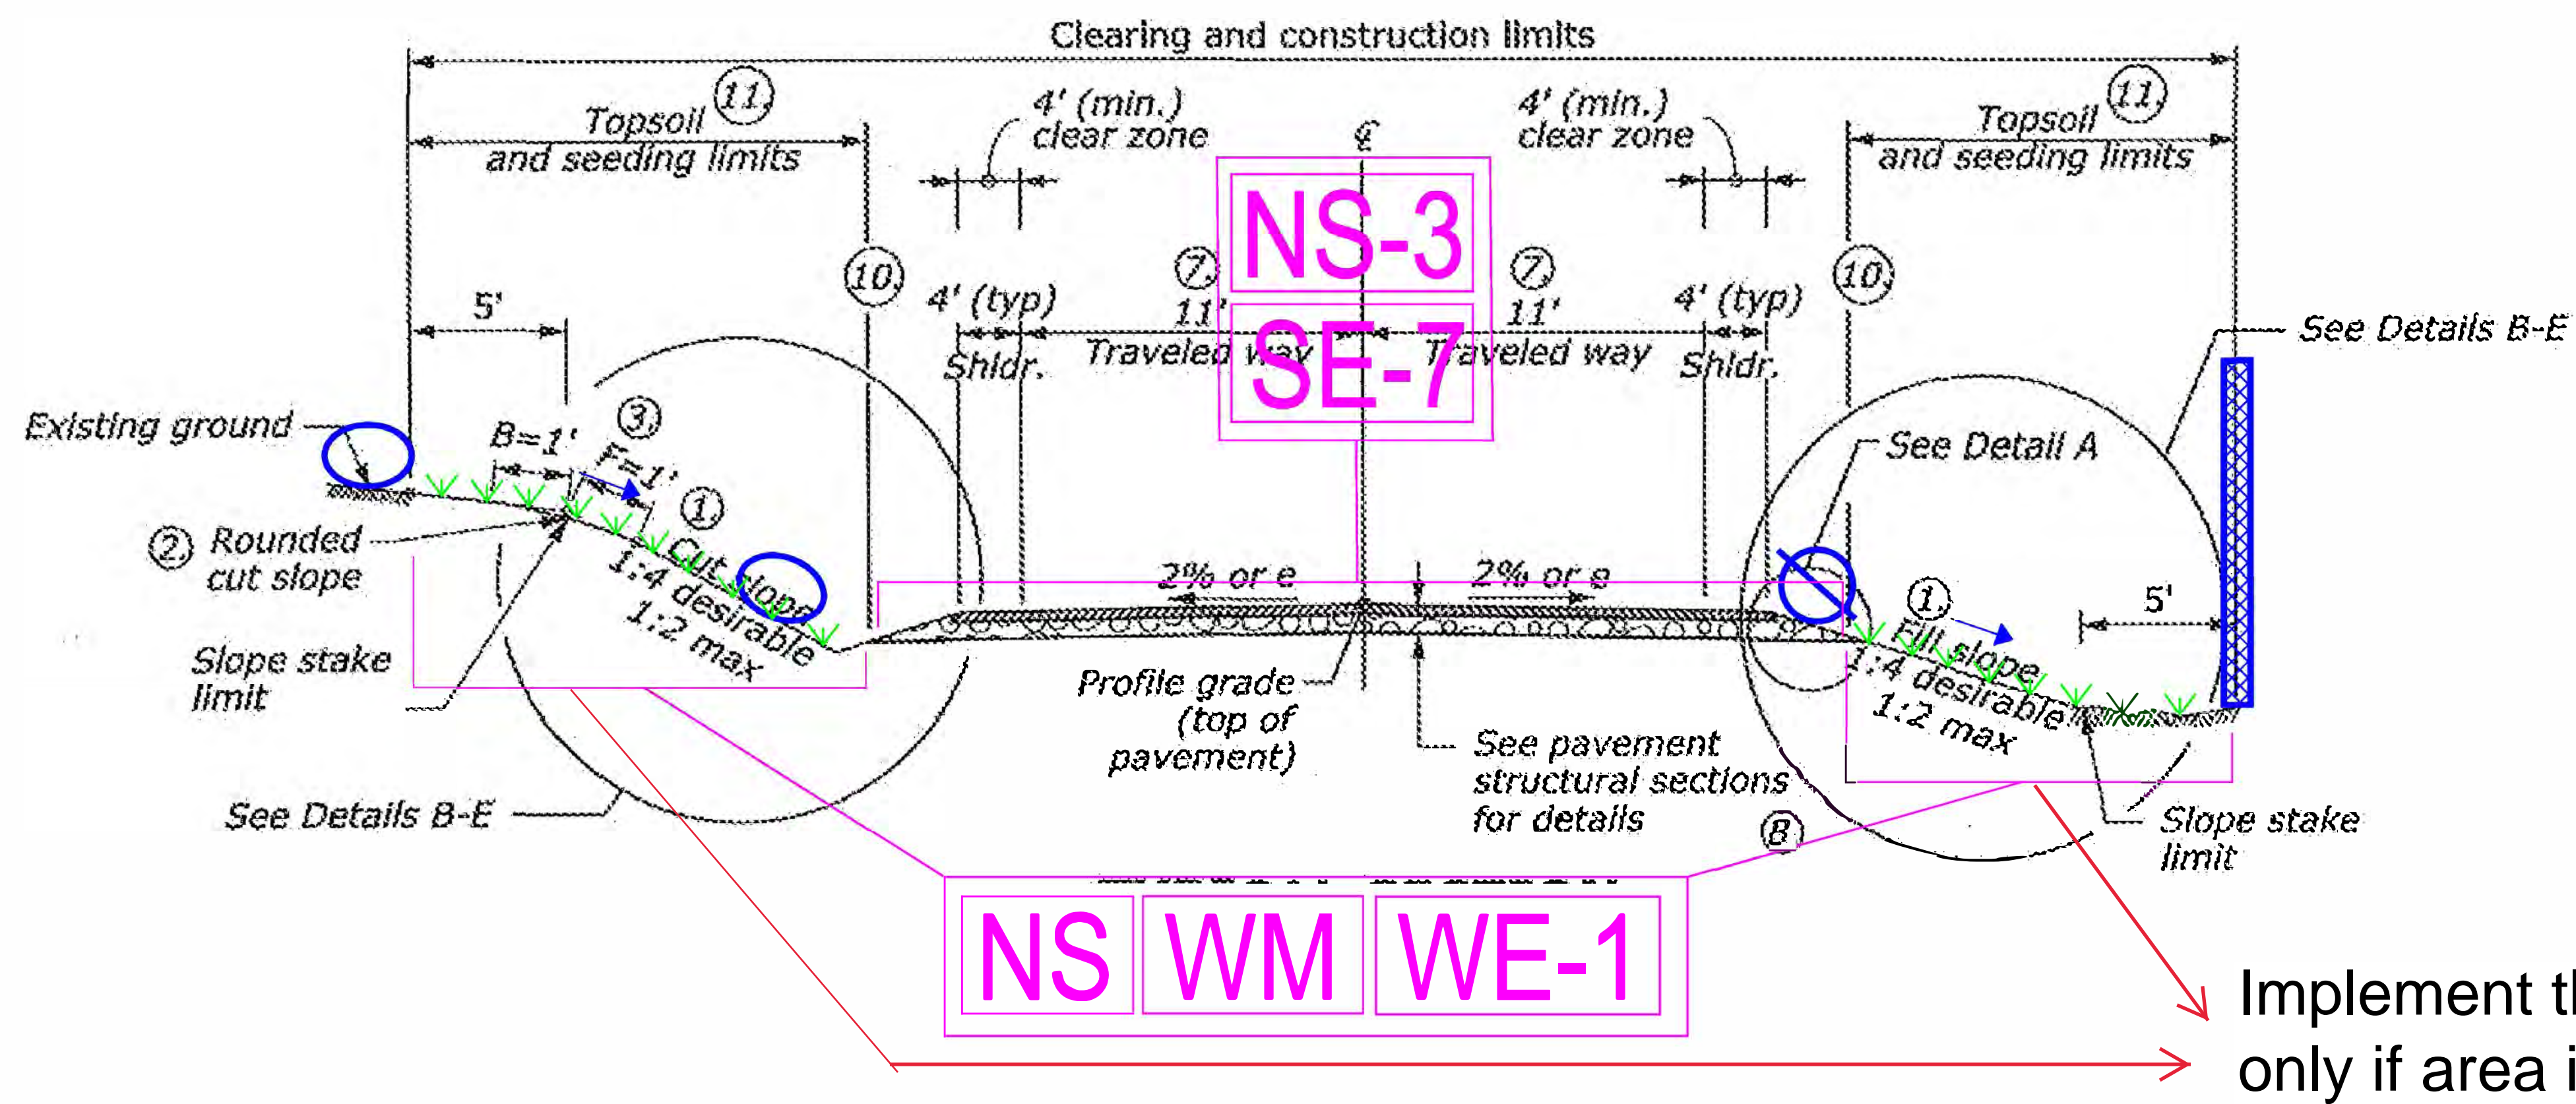 Clearing and construction limits
Topsoil 11.
and seeding limits
4' (min.)
clear zone
℄
4' (min.)
clear zone
Topsoil 11.
and seeding limits
NS-3
SE-7
10.
10.
5'
4' (typ)
Shldr.
7.
11'
Traveled way
7.
11'
Traveled way
4' (typ)
Shldr.
See Details B-E
Existing ground
B=1'
3.
F=1'
1.
Cut slope
1:4 desirable
1:2 max
2. Rounded
cut slope
Slope stake
limit
See Details B-E
2% or e
2% or e
Profile grade
(top of
pavement)
See pavement
structural sections
for details
8.
See Detail A
1.
Fill slope
1:4 desirable
1:2 max
5'
Slope stake
limit
NS WM WE-1
Implement
only if area